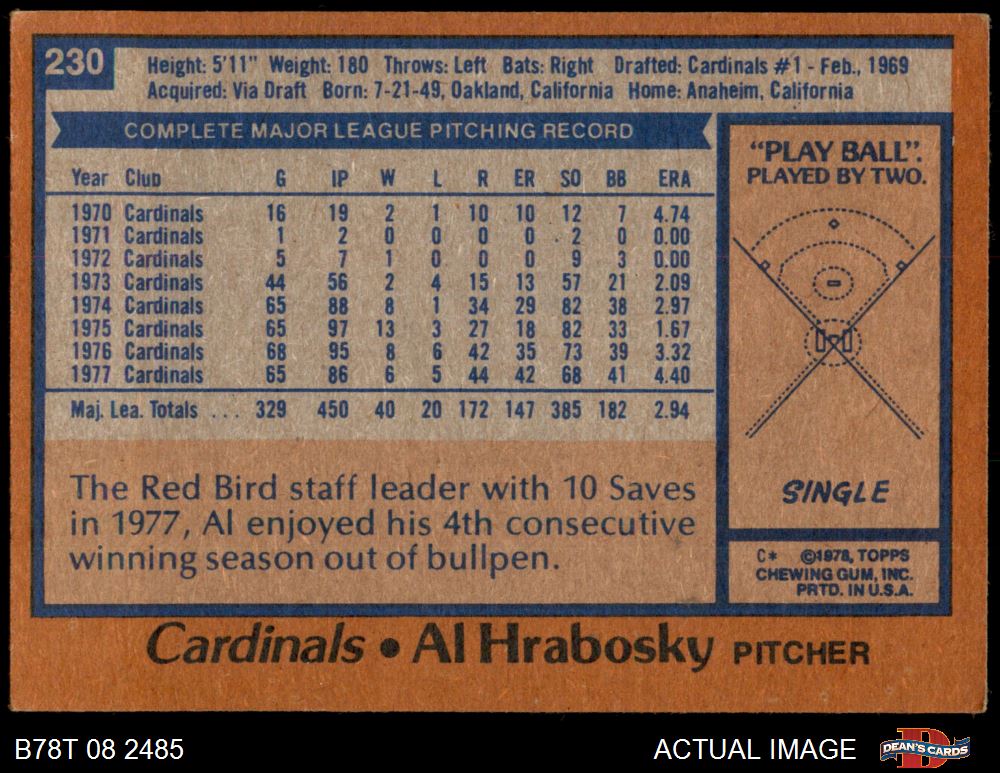 230
Height: 5'11" Weight: 180 Throws: Left Bats: Right Drafted: Cardinals #1 - Feb., 1969
Acquired: Via Draft Born: 7-21-49, Oakland, California Home: Anaheim, California
COMPLETE MAJOR LEAGUE PITCHING RECORD
Year Club G IP W L R ER SO BB ERA
1970 Cardinals 16 19 2 1 10 10 12 7 4.74
1971 Cardinals 1 2 0 0 0 0 2 0 0.00
1972 Cardinals 5 7 1 0 0 0 9 3 0.00
1973 Cardinals 44 56 2 4 15 13 57 21 2.09
1974 Cardinals 65 88 8 1 34 29 82 38 2.97
1975 Cardinals 65 97 13 3 27 18 82 33 1.67
1976 Cardinals 68 95 8 6 42 35 73 39 3.32
1977 Cardinals 65 86 6 5 44 42 68 41 4.40
Maj. Lea. Totals ... 329 450 40 20 172 147 385 182 2.94
The Red Bird staff leader with 10 Saves
in 1977, Al enjoyed his 4th consecutive
winning season out of bullpen.
"PLAY BALL".
PLAYED BY TWO.
SINGLE
C* ©1978, TOPPS
CHEWING GUM, INC.
PRTD. IN U.S.A.
Cardinals • Al Hrabosky PITCHER
B78T 08 2485
ACTUAL IMAGE
DEAN'S CARDS